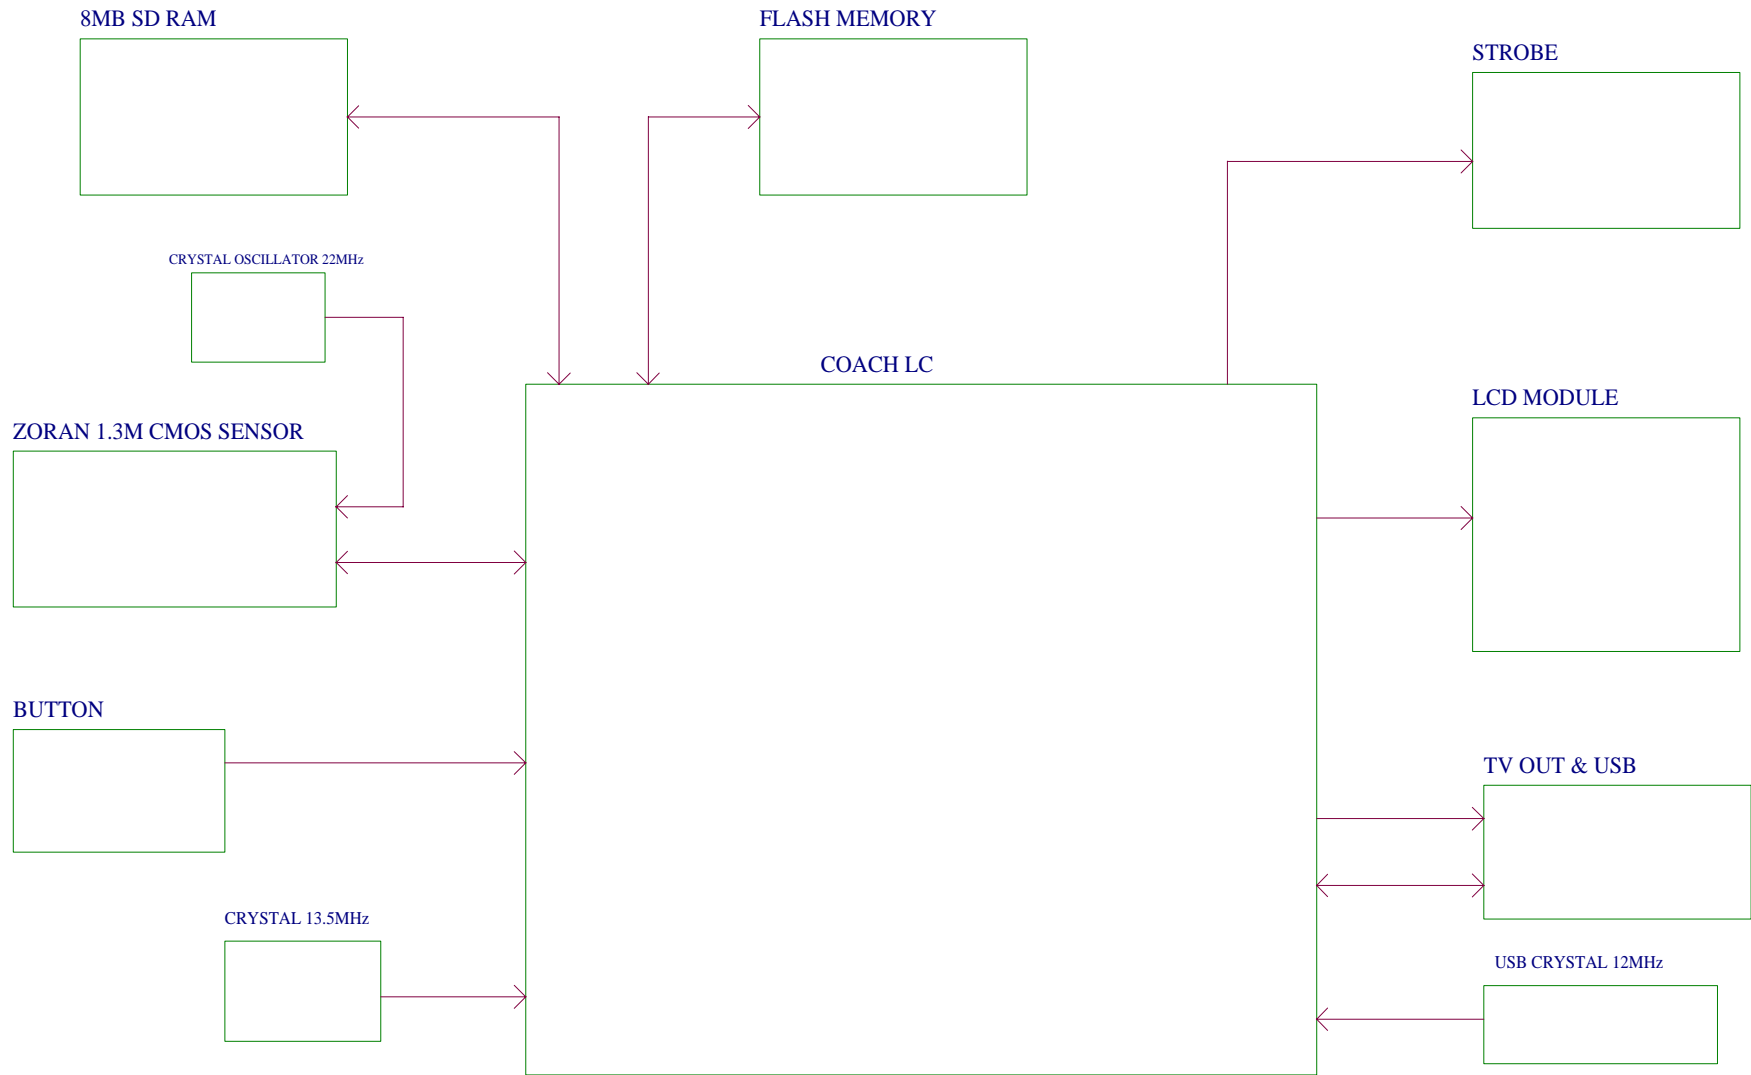 8MB SD RAM
FLASH MEMORY
STROBE
CRYSTAL OSCILLATOR 22MHz
COACH LC
LCD MODULE
ZORAN 1.3M CMOS SENSOR
BUTTON
TV OUT & USB
CRYSTAL 13.5MHz
USB CRYSTAL 12MHz